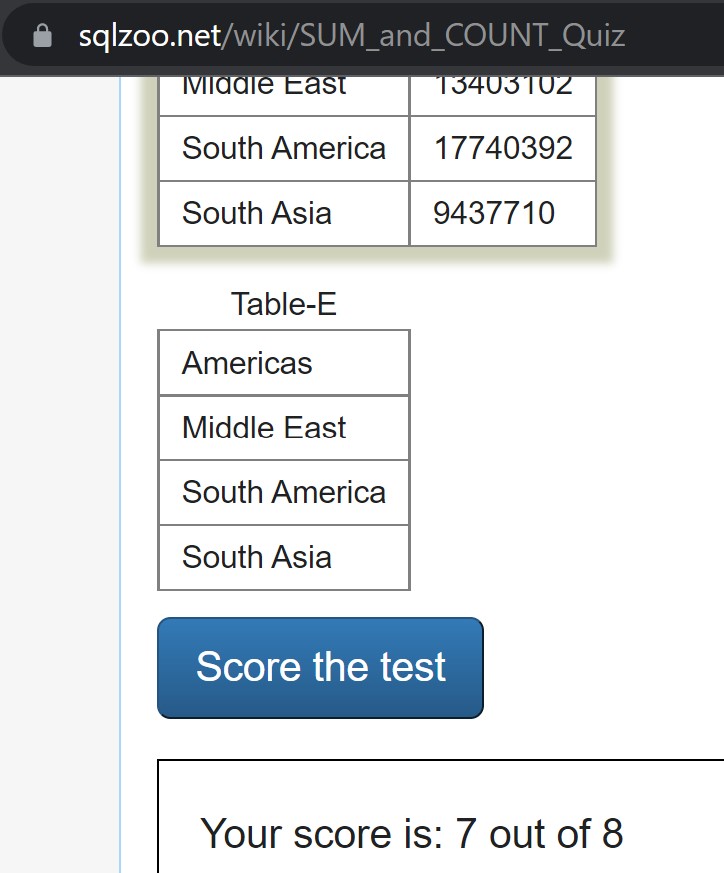 sqlzoo.net/wiki/SUM_and_COUNT_Quiz
Middle East 13403102
South America 17740392
South Asia 9437710
Table-E
Americas
Middle East
South America
South Asia
Score the test
Your score is: 7 out of 8